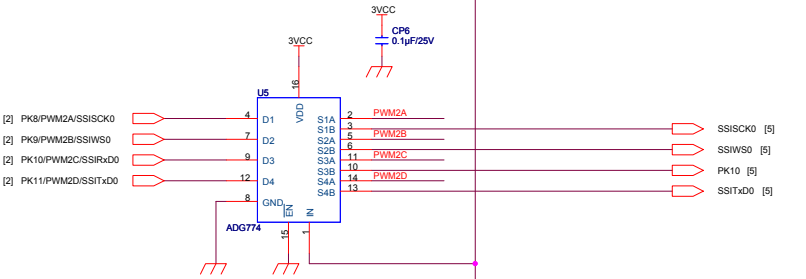 3VCC
CP6
0.1µF/25V
3VCC
U5
16
VDD
[2] PK8/PWM2A/SSISCK0
4
D1
S1A
2
PWM2A
S1B
3
SSISCK0 [5]
[2] PK9/PWM2B/SSIWS0
7
D2
S2A
5
PWM2B
S2B
6
SSIWS0 [5]
[2] PK10/PWM2C/SSIRxD0
9
D3
S3A
11
PWM2C
S3B
10
PK10 [5]
[2] PK11/PWM2D/SSITxD0
12
D4
S4A
14
PWM2D
S4B
13
SSITxD0 [5]
8
GND
EN
IN
ADG774
15
1